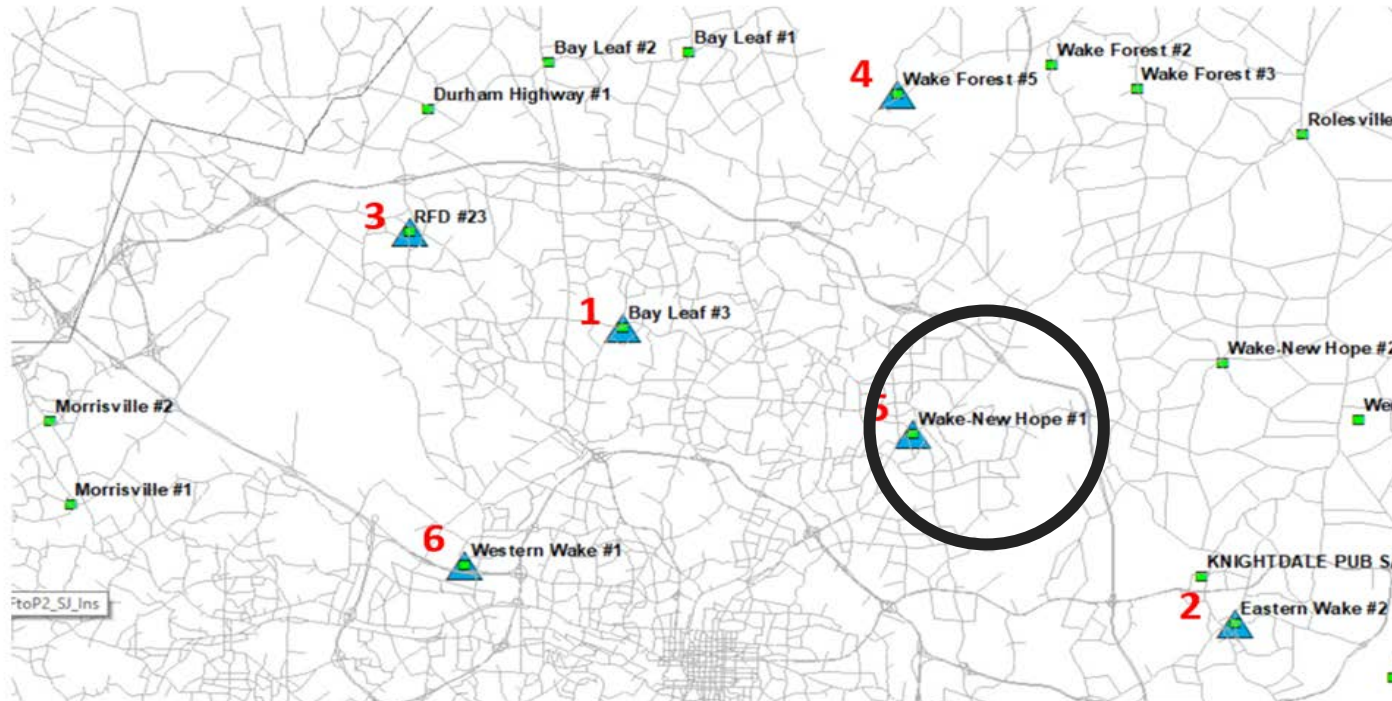 Bay Leaf #1
Bay Leaf #2
Wake Forest #2
4
Wake Forest #5
Wake Forest #3
Durham Highway #1
Rolesville
3
RFD #23
1
Bay Leaf #3
Wake-New Hope #2
Morrisville #2
5
Wake-New Hope #1
We
Morrisville #1
6
Western Wake #1
KNIGHTDALE PUB S
FtoP2_SJ_Ins
2
Eastern Wake #2